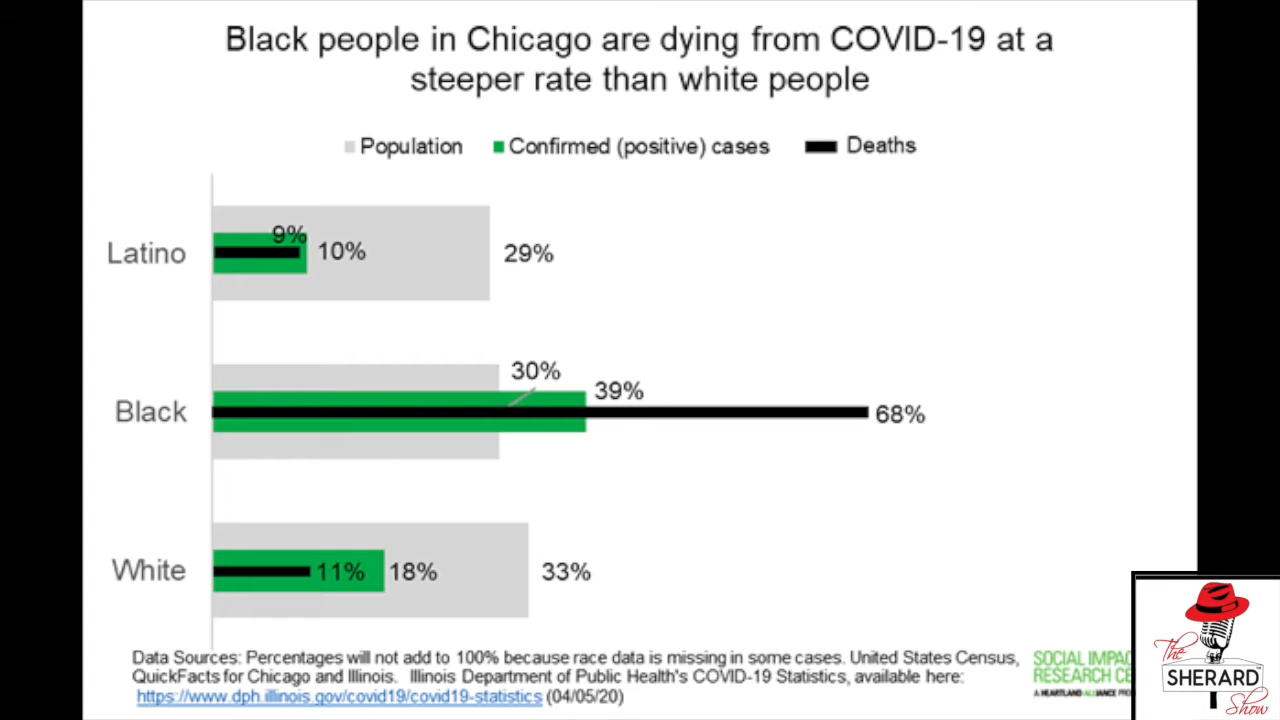 Black people in Chicago are dying from COVID-19 at a
steeper rate than white people
Population Confirmed (positive) cases Deaths
Latino 9% 10% 29%
Black 30% 39% 68%
White 11% 18% 33%
Data Sources: Percentages will not add to 100% because race data is missing in some cases. United States Census,
QuickFacts for Chicago and Illinois. Illinois Department of Public Health's COVID-19 Statistics, available here:
https://www.dph.illinois.gov/covid19/covid19-statistics (04/05/20)
SOCIAL IMPAC
RESEARCH CE
A HEARTLAND ALLIANCE PRO
The
SHERARD
Show